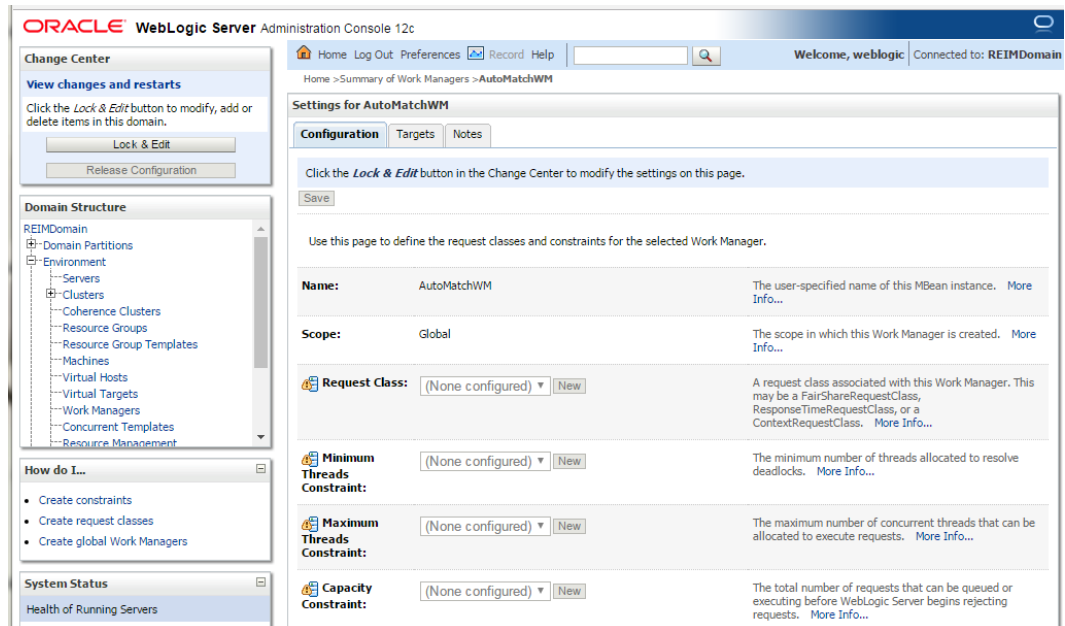 ORACLE WebLogic Server Administration Console 12c
Change Center
View changes and restarts
Click the Lock & Edit button to modify, add or
delete items in this domain.
Lock & Edit
Release Configuration
Domain Structure
REIMDomain
Domain Partitions
Environment
Servers
Clusters
Coherence Clusters
Resource Groups
Resource Group Templates
Machines
Virtual Hosts
Virtual Targets
Work Managers
Concurrent Templates
Resource Management
How do I...
Create constraints
Create request classes
Create global Work Managers
System Status
Health of Running Servers
Home Log Out Preferences Record Help
Welcome, weblogic Connected to: REIMDomain
Home >Summary of Work Managers >AutoMatchWM
Settings for AutoMatchWM
Configuration Targets Notes
Click the Lock & Edit button in the Change Center to modify the settings on this page.
Save
Use this page to define the request classes and constraints for the selected Work Manager.
Name: AutoMatchWM
The user-specified name of this MBean instance. More
Info...
Scope: Global
The scope in which this Work Manager is created. More
Info...
Request Class: (None configured) New
A request class associated with this Work Manager. This
may be a FairShareRequestClass,
ResponseTimeRequestClass, or a
ContextRequestClass. More Info...
Minimum
Threads
Constraint:
(None configured) New
The minimum number of threads allocated to resolve
deadlocks. More Info...
Maximum
Threads
Constraint:
(None configured) New
The maximum number of concurrent threads that can be
allocated to execute requests. More Info...
Capacity
Constraint:
(None configured) New
The total number of requests that can be queued or
executing before WebLogic Server begins rejecting
requests. More Info...